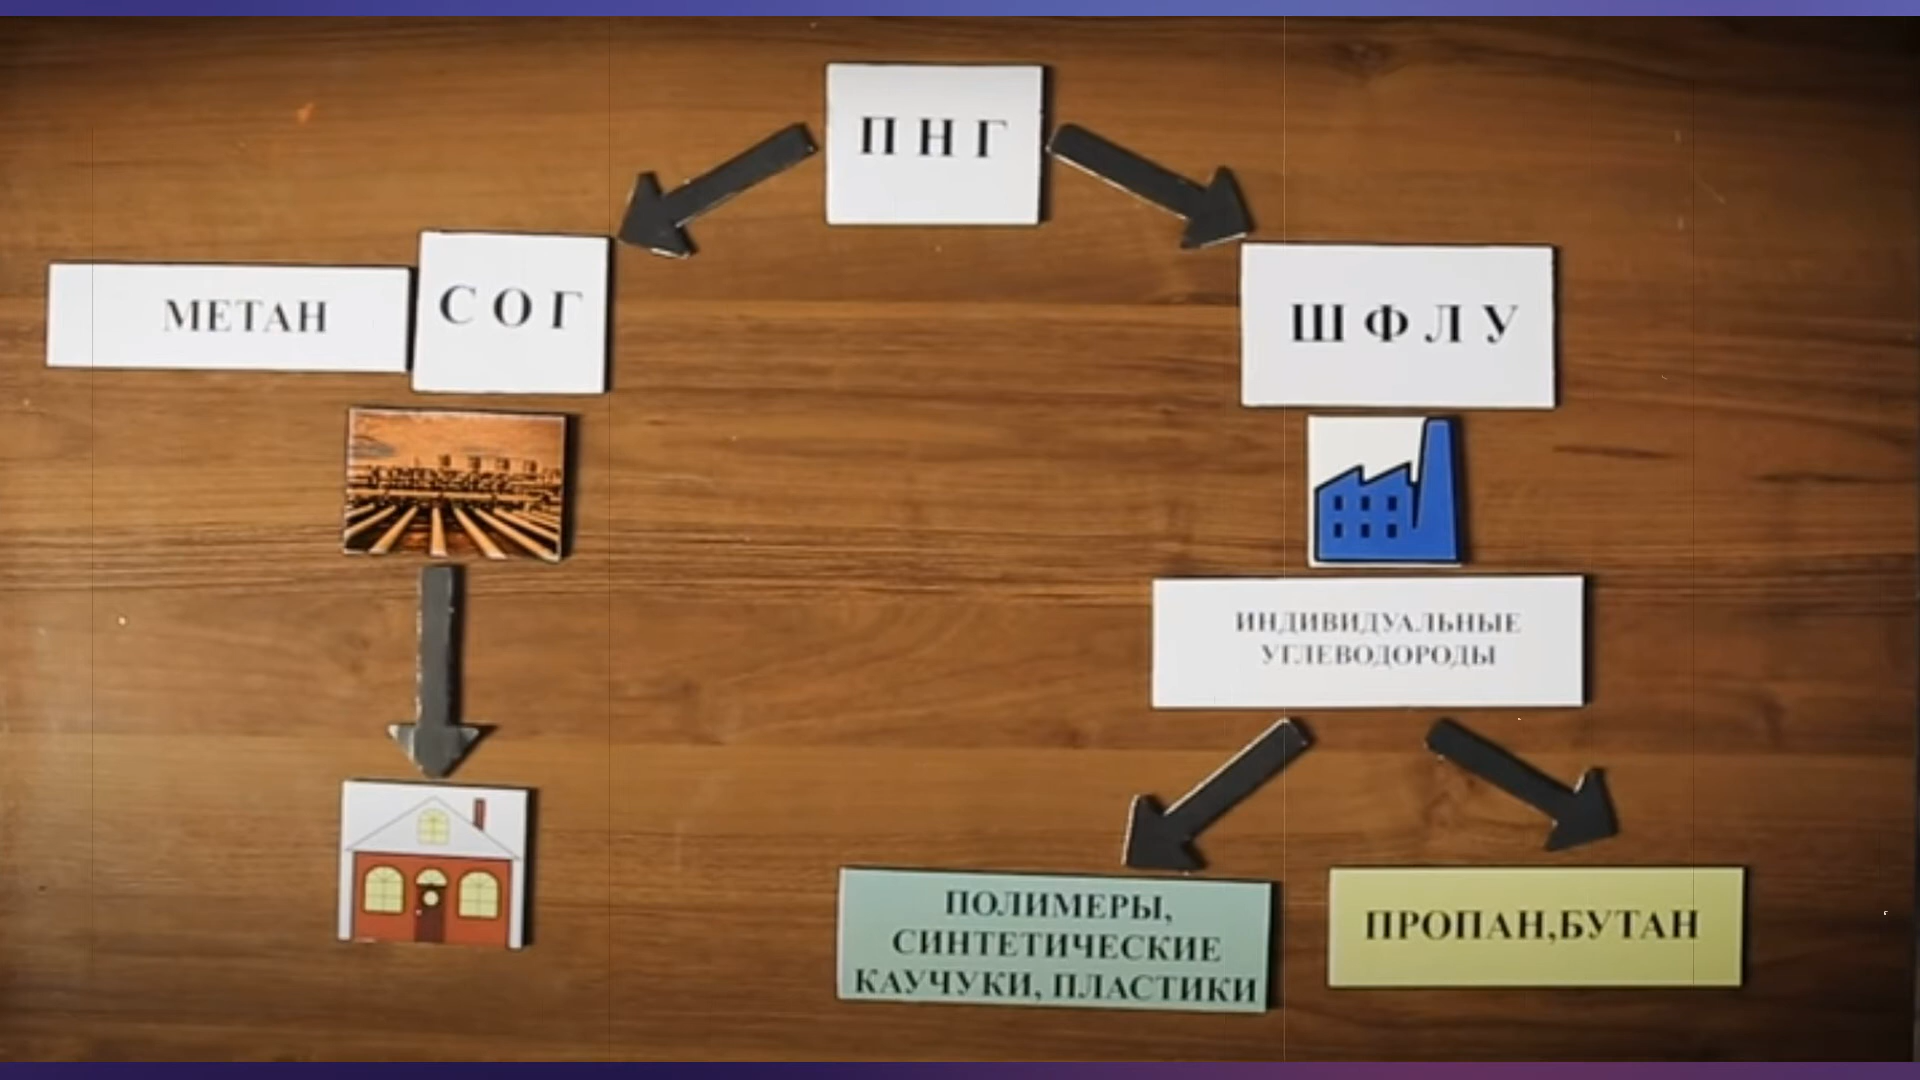 П Н Г
МЕТАН
С О Г
Ш Ф Л У
ИНДИВИДУАЛЬНЫЕ
УГЛЕВОДОРОДЫ
ПОЛИМЕРЫ,
СИНТЕТИЧЕСКИЕ
КАУЧУКИ, ПЛАСТИКИ
ПРОПАН,БУТАН